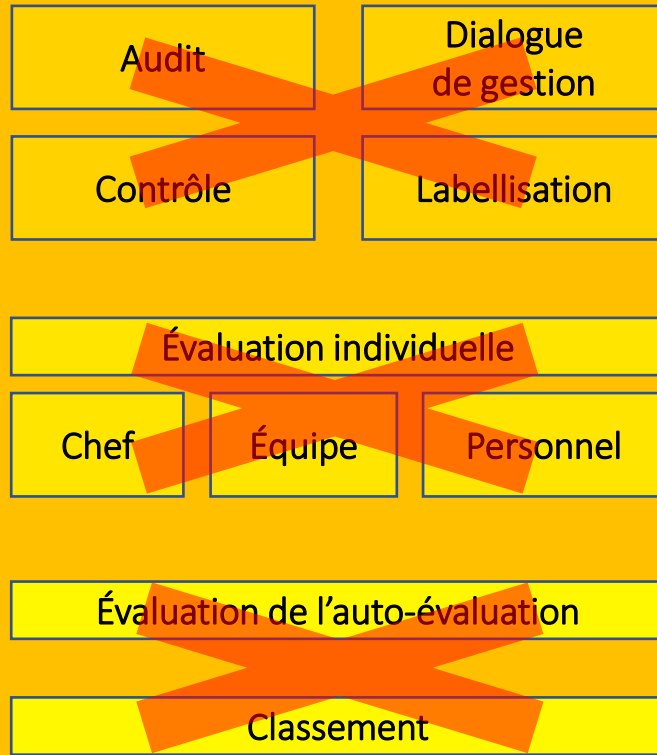 Audit
Dialogue
de gestion
Contrôle
Labellisation
Évaluation individuelle
Chef
Équipe
Personnel
Évaluation de l’auto-évaluation
Classement